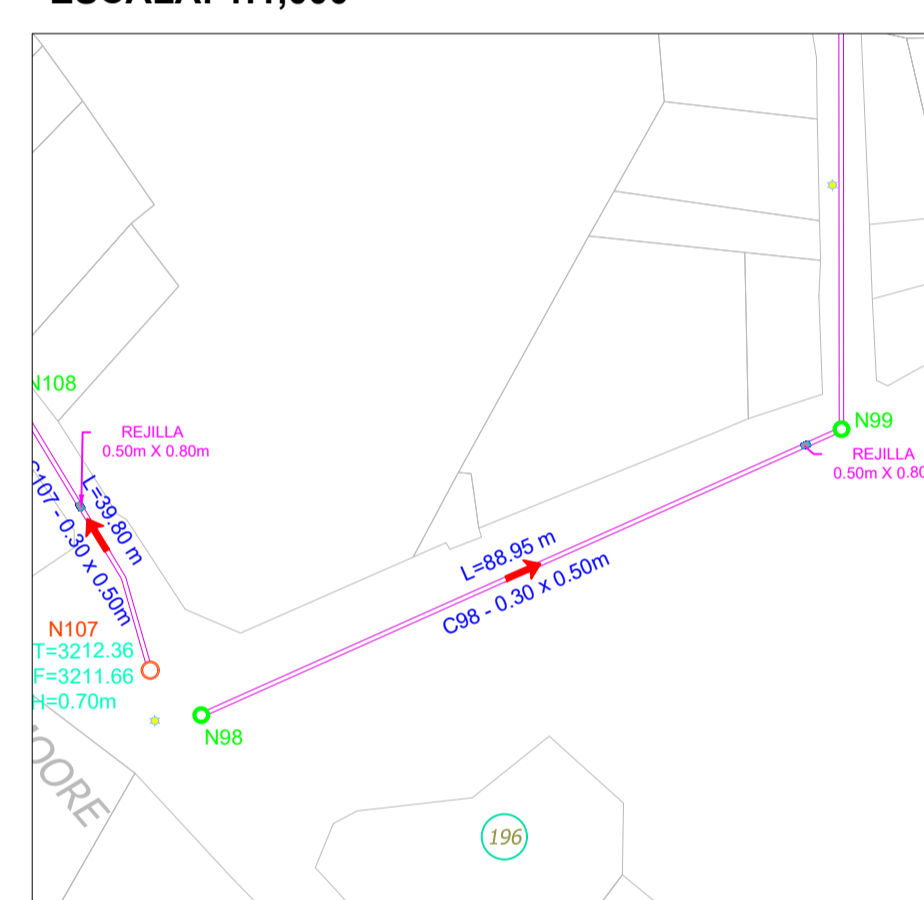 N108
REJILLA
0.50m X 0.80m
L=39.80 m
C107 - 0.30 x 0.50m
N99
REJILLA
L=88.95 m
C98 - 0.30 x 0.50m
N107
T=3212.36
F=3211.66
H=0.70m
N98
196